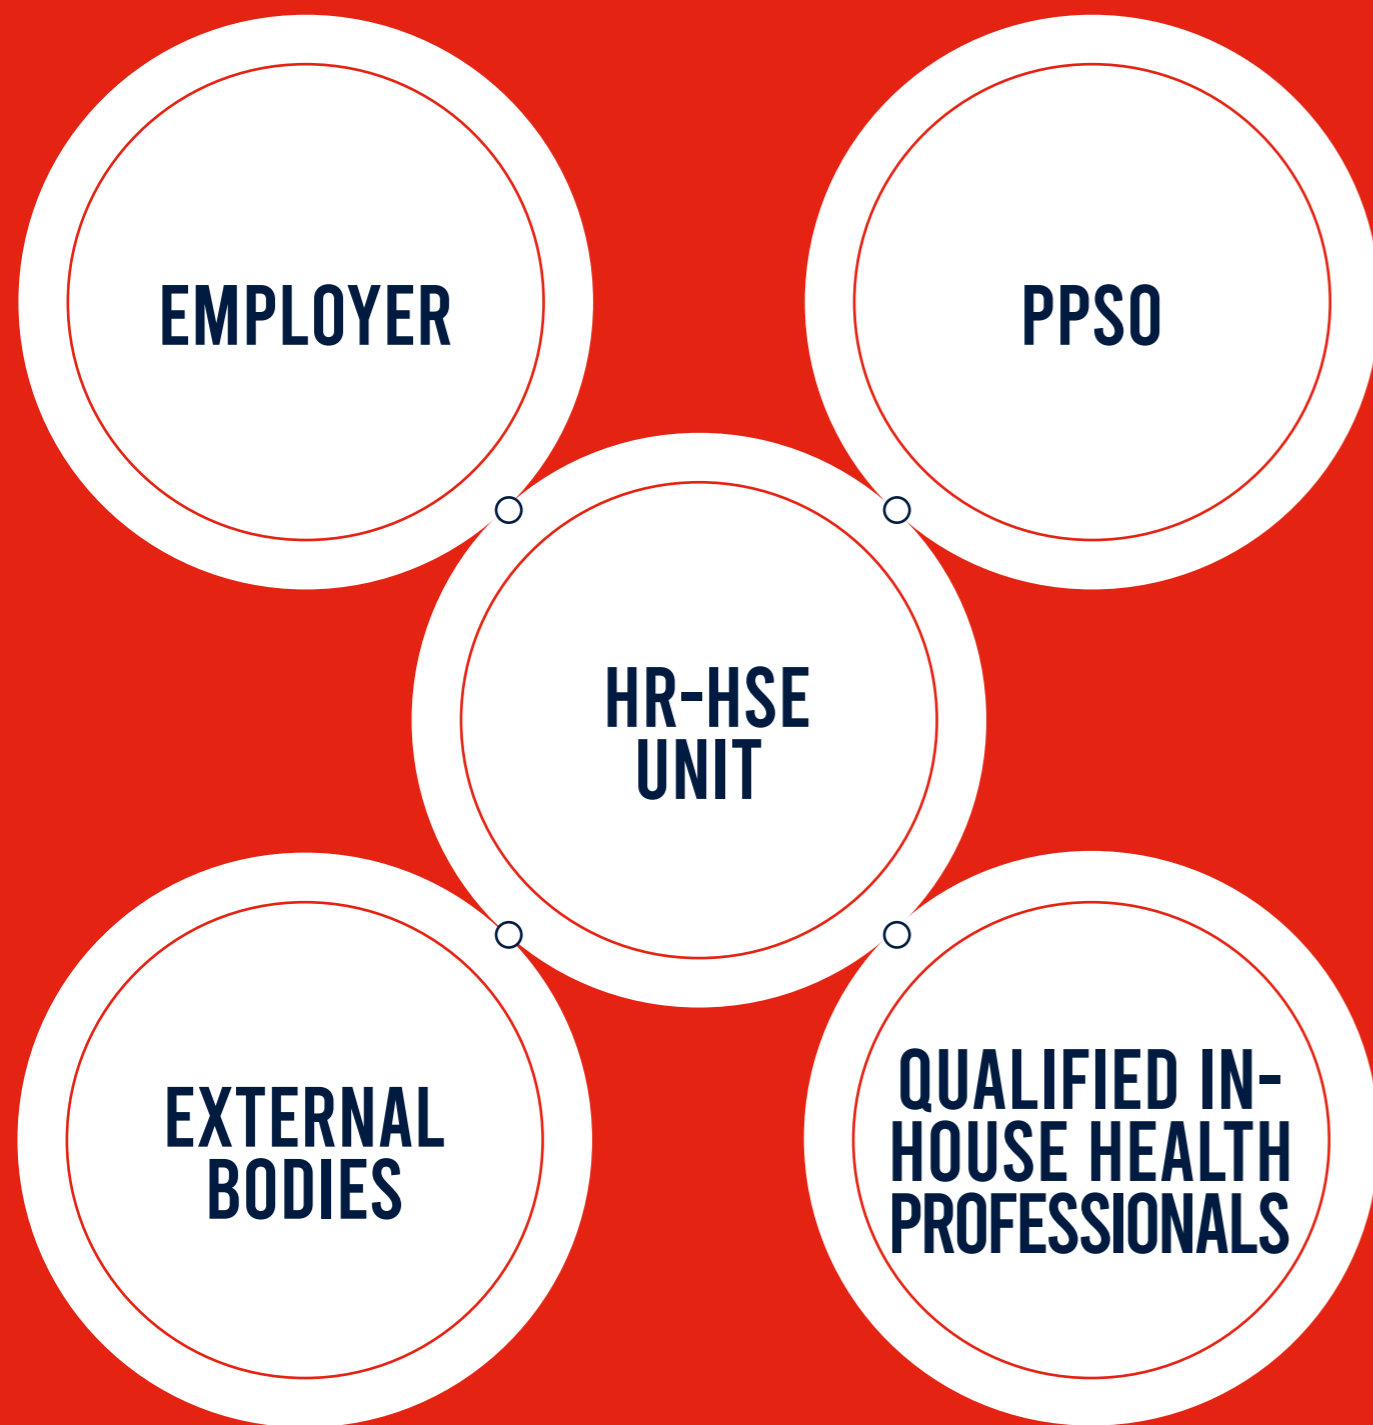 EMPLOYER
PPSO
HR-HSE
UNIT
EXTERNAL
BODIES
QUALIFIED IN-
HOUSE HEALTH
PROFESSIONALS